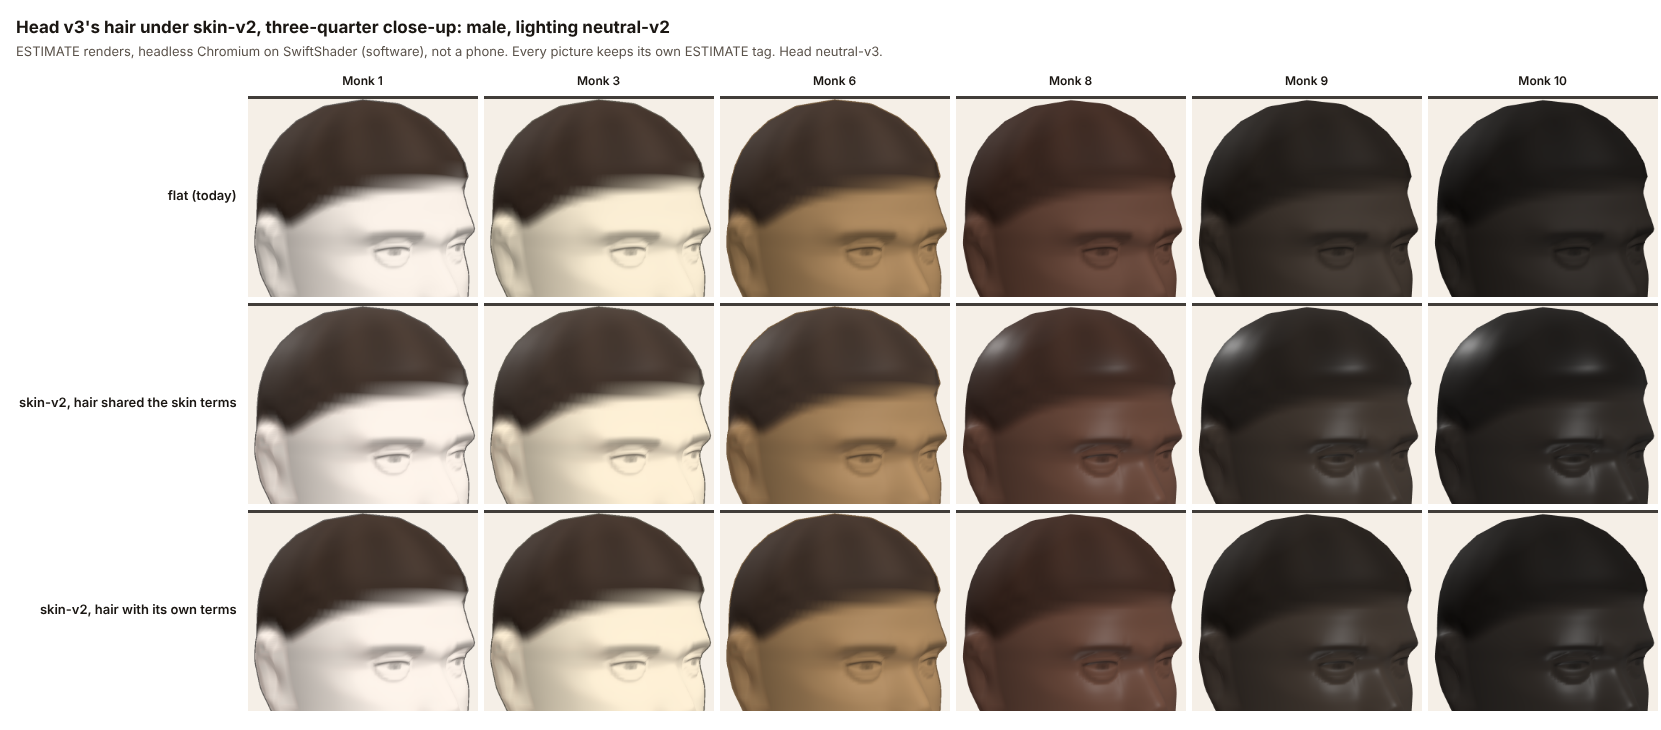 Head v3's hair under skin-v2, three-quarter close-up: male, lighting neutral-v2
ESTIMATE renders, headless Chromium on SwiftShader (software), not a phone. Every picture keeps its own ESTIMATE tag. Head neutral-v3.
Monk 1 Monk 3 Monk 6 Monk 8 Monk 9 Monk 10
flat (today)
skin-v2, hair shared the skin terms
skin-v2, hair with its own terms